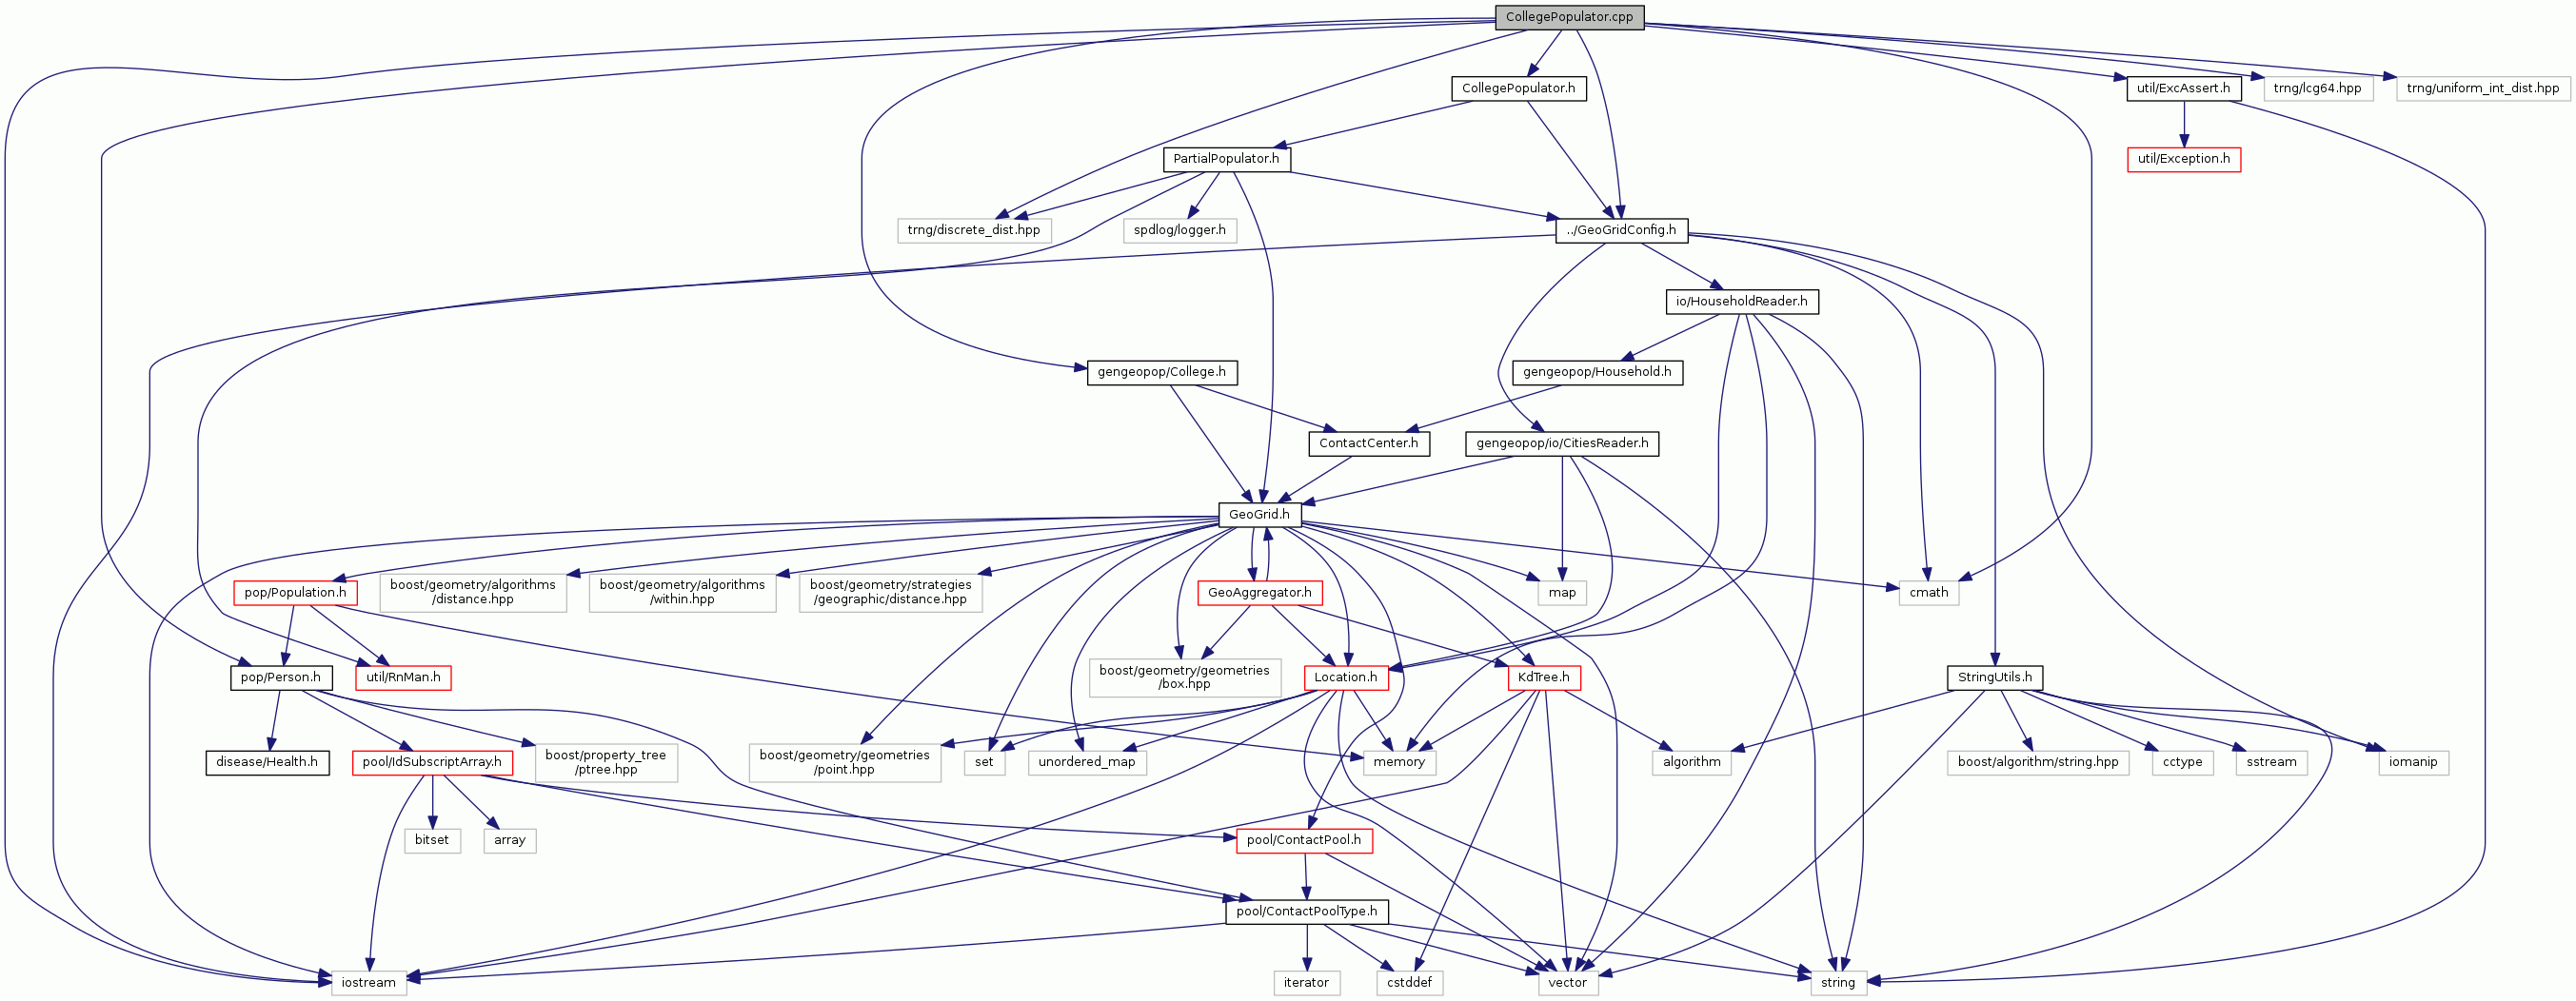 CollegePopulator.cpp
CollegePopulator.h
util/ExcAssert.h
trng/lcg64.hpp
trng/uniform_int_dist.hpp
PartialPopulator.h
util/Exception.h
trng/discrete_dist.hpp
spdlog/logger.h
../GeoGridConfig.h
io/HouseholdReader.h
gengeopop/College.h
gengeopop/Household.h
ContactCenter.h
gengeopop/io/CitiesReader.h
GeoGrid.h
pop/Population.h
boost/geometry/algorithms
/distance.hpp
boost/geometry/algorithms
/within.hpp
boost/geometry/strategies
/geographic/distance.hpp
GeoAggregator.h
map
cmath
pop/Person.h
util/RnMan.h
boost/geometry/geometries
/box.hpp
Location.h
KdTree.h
StringUtils.h
disease/Health.h
pool/IdSubscriptArray.h
boost/property_tree
/ptree.hpp
boost/geometry/geometries
/point.hpp
set
unordered_map
memory
algorithm
boost/algorithm/string.hpp
cctype
sstream
iomanip
bitset
array
pool/ContactPool.h
pool/ContactPoolType.h
iostream
iterator
cstddef
vector
string